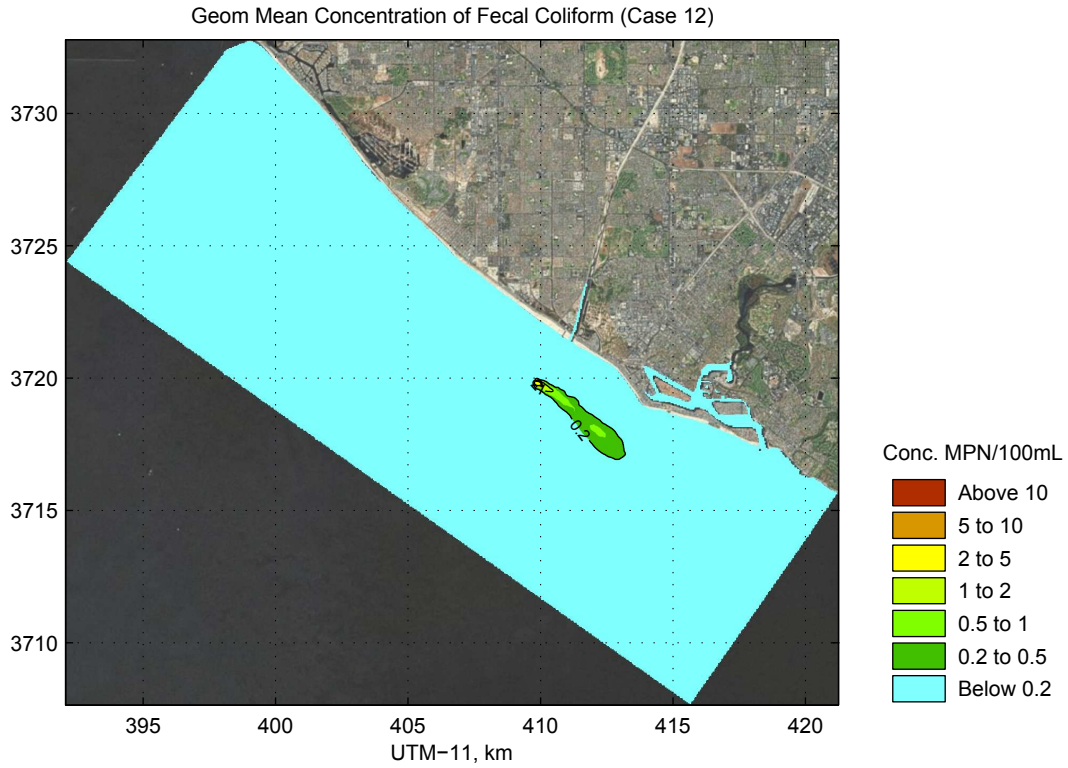 Geom Mean Concentration of Fecal Coliform (Case 12)
3730
3725
3720
3715
3710
0.2
395
400
405
410
415
420
UTM−11, km
Conc. MPN/100mL
Above 10
5 to 10
2 to 5
1 to 2
0.5 to 1
0.2 to 0.5
Below 0.2